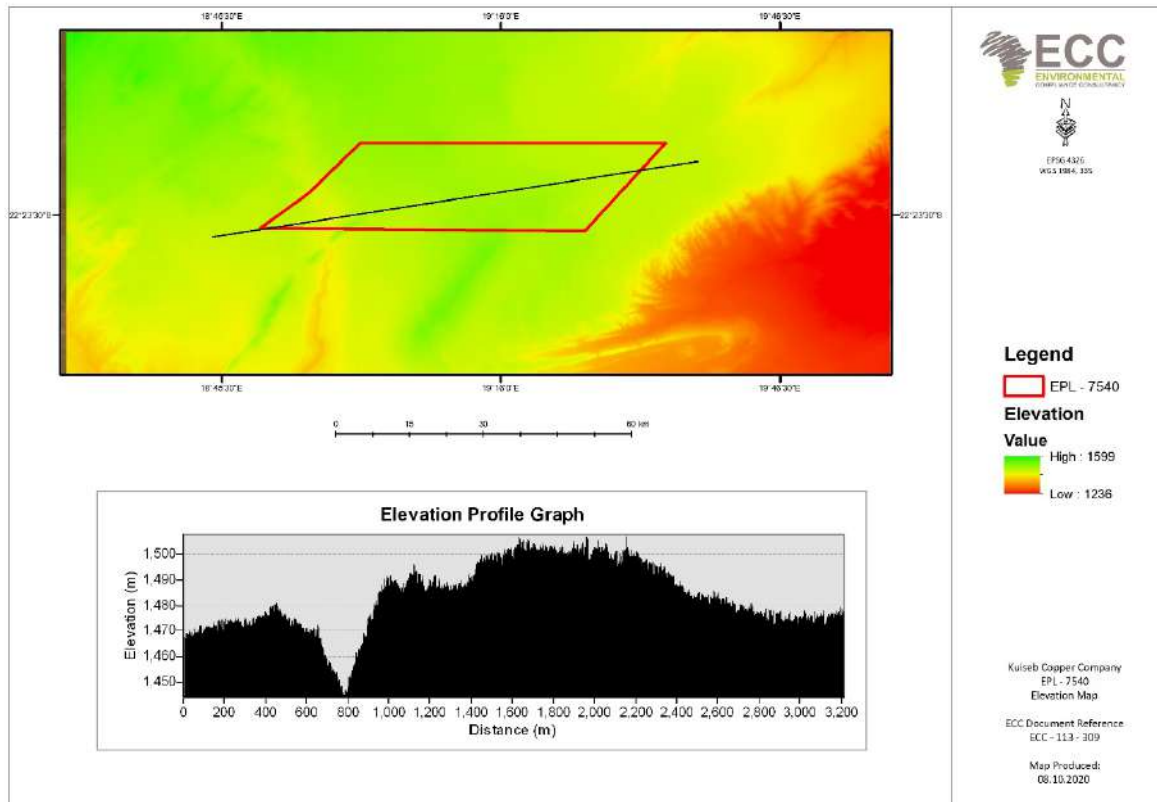 18°45'30"E
19°16'0"E
19°46'30"E
22°23'30"S
22°23'30"S
18°45'30"E
19°16'0"E
19°46'30"E
0 15 30 60 km
ECC
ENVIRONMENTAL
COMPLIANCE CONSULTANCY
N
EPSG 4326
WGS 1984, 33S
Legend
EPL - 7540
Elevation
Value
High : 1599
Low : 1236
Elevation Profile Graph
Elevation (m)
1,500
1,490
1,480
1,470
1,460
1,450
0 200 400 600 800 1,000 1,200 1,400 1,600 1,800 2,000 2,200 2,400 2,600 2,800 3,000 3,200
Distance (m)
Kuiseb Copper Company
EPL - 7540
Elevation Map
ECC Document Reference
ECC - 113 - 309
Map Produced:
08.10.2020